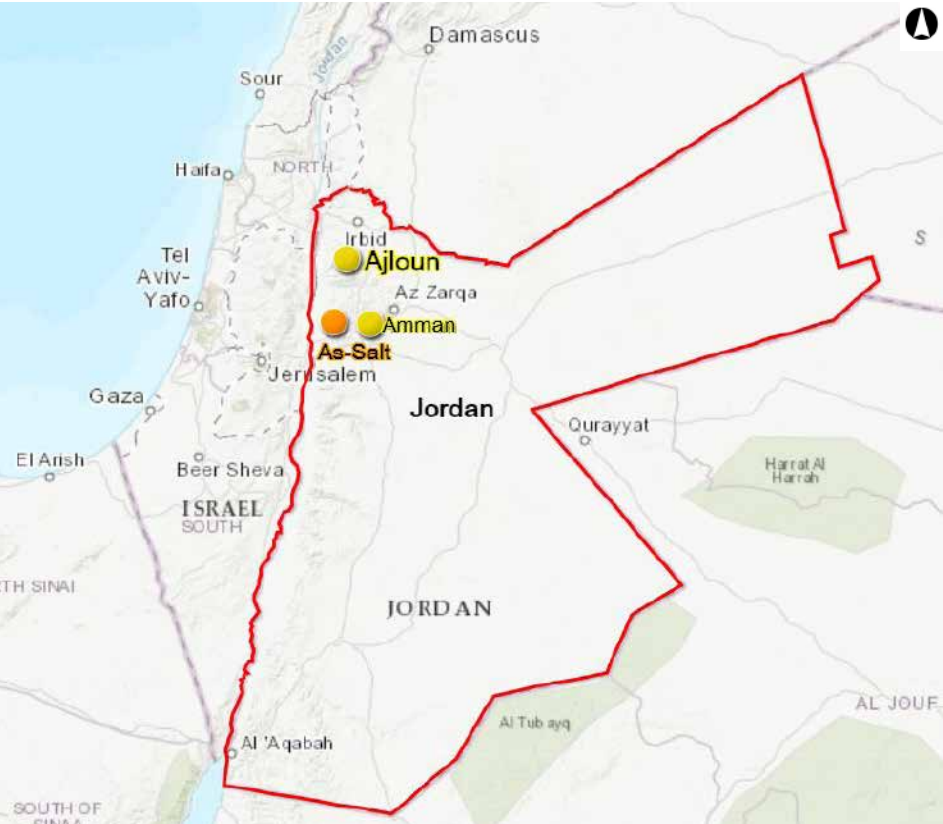 Damascus
Jordan
Sour
Haifa
NORTH
Irbid
Tel
Aviv-
Yafo
Ajloun
Az Zarqa
Amman
As-Salt
Jerusalem
Gaza
Jordan
Qurayyat
El Arish
Beer Sheva
Harrat Al
Harrah
ISRAEL
SOUTH
S
TH SINAI
JORDAN
AL JOUF
Al Tubayq
Al 'Aqabah
SOUTH OF